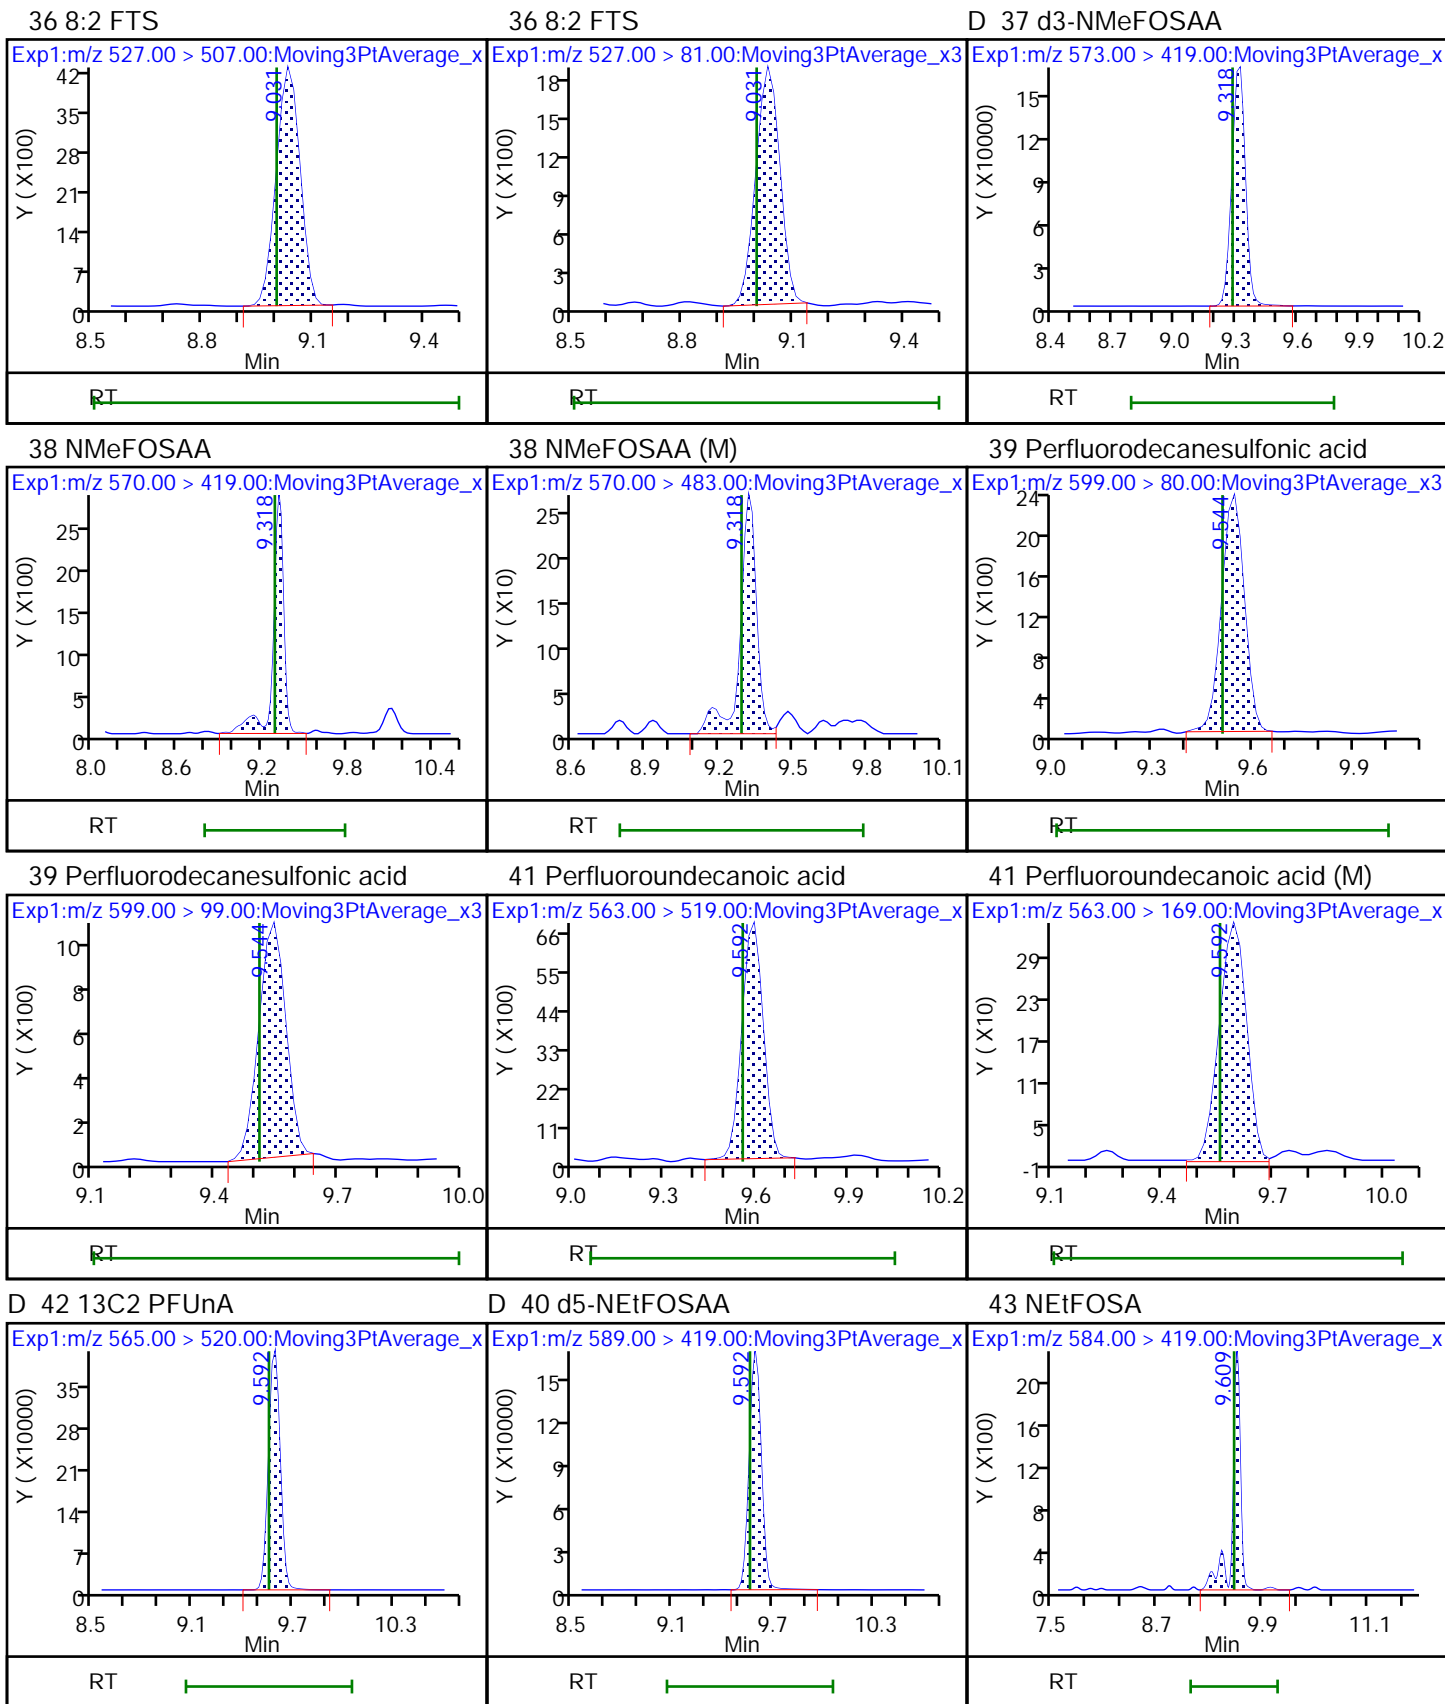 36 8:2 FTS
Exp1:m/z 527.00 > 507.00:Moving3PtAverage_x
9.031
Y ( X100)
42
35
28
21
14
7
0
8.5 8.8 9.1 9.4
Min
RT
36 8:2 FTS
Exp1:m/z 527.00 > 81.00:Moving3PtAverage_x3
9.031
Y ( X100)
18
15
12
9
6
3
0
8.5 8.8 9.1 9.4
Min
RT
D 37 d3-NMeFOSAA
Exp1:m/z 573.00 > 419.00:Moving3PtAverage_x
9.318
Y ( X10000)
15
12
9
6
3
0
8.4 8.7 9.0 9.3 9.6 9.9 10.2
Min
RT
38 NMeFOSAA
Exp1:m/z 570.00 > 419.00:Moving3PtAverage_x
9.318
Y ( X100)
25
20
15
10
5
0
8.0 8.6 9.2 9.8 10.4
Min
RT
38 NMeFOSAA (M)
Exp1:m/z 570.00 > 483.00:Moving3PtAverage_x
9.318
Y ( X10)
25
20
15
10
5
0
8.6 8.9 9.2 9.5 9.8 10.1
Min
RT
39 Perfluorodecanesulfonic acid
Exp1:m/z 599.00 > 80.00:Moving3PtAverage_x3
9.544
Y ( X100)
24
20
16
12
8
4
0
9.0 9.3 9.6 9.9
Min
RT
39 Perfluorodecanesulfonic acid
Exp1:m/z 599.00 > 99.00:Moving3PtAverage_x3
9.544
Y ( X100)
10
8
6
4
2
0
9.1 9.4 9.7 10.0
Min
RT
41 Perfluoroundecanoic acid
Exp1:m/z 563.00 > 519.00:Moving3PtAverage_x
9.592
Y ( X100)
66
55
44
33
22
11
0
9.0 9.3 9.6 9.9 10.2
Min
RT
41 Perfluoroundecanoic acid (M)
Exp1:m/z 563.00 > 169.00:Moving3PtAverage_x
9.592
Y ( X10)
29
23
17
11
5
-1
9.1 9.4 9.7 10.0
Min
RT
D 42 13C2 PFUnA
Exp1:m/z 565.00 > 520.00:Moving3PtAverage_x
9.592
Y ( X10000)
35
28
21
14
7
0
8.5 9.1 9.7 10.3
Min
RT
D 40 d5-NEtFOSAA
Exp1:m/z 589.00 > 419.00:Moving3PtAverage_x
9.592
Y ( X10000)
15
12
9
6
3
0
8.5 9.1 9.7 10.3
Min
RT
43 NEtFOSA
Exp1:m/z 584.00 > 419.00:Moving3PtAverage_x
9.609
Y ( X100)
20
16
12
8
4
0
7.5 8.7 9.9 11.1
Min
RT